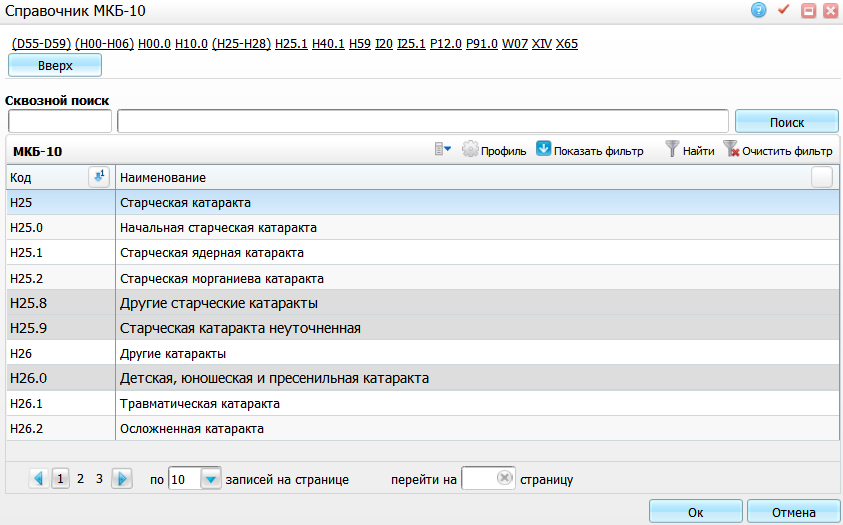 Справочник МКБ-10
(D55-D59) (H00-H06) H00.0 H10.0 (H25-H28) H25.1 H40.1 H59 I20 I25.1 P12.0 P91.0 W07 XIV X65
Вверх
Сквозной поиск
Поиск
МКБ-10 Профиль Показать фильтр Найти Очистить фильтр
Код 1 Наименование
H25 Старческая катаракта
H25.0 Начальная старческая катаракта
H25.1 Старческая ядерная катаракта
H25.2 Старческая морганиева катаракта
H25.8 Другие старческие катаракты
H25.9 Старческая катаракта неуточненная
H26 Другие катаракты
H26.0 Детская, юношеская и пресенильная катаракта
H26.1 Травматическая катаракта
H26.2 Осложненная катаракта
1 2 3 по 10 записей на странице перейти на страницу
Ок Отмена